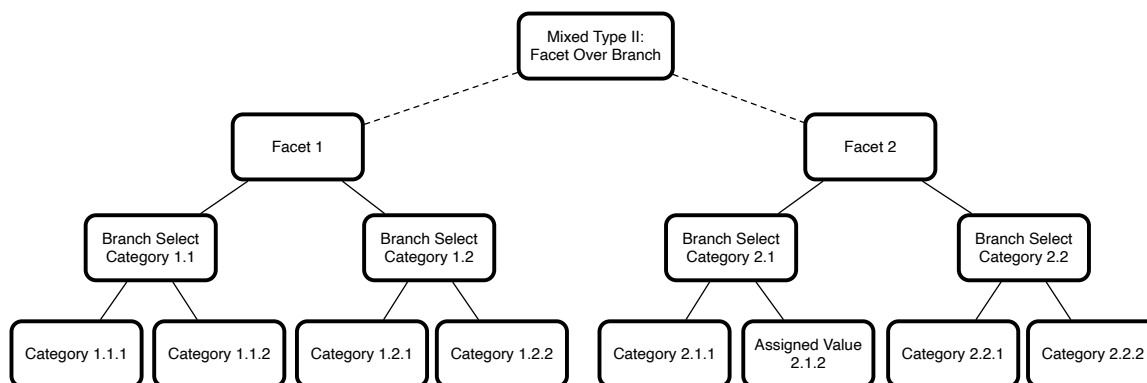 Mixed Type II:
Facet Over Branch
Facet 1
Facet 2
Branch Select
Category 1.1
Branch Select
Category 1.2
Branch Select
Category 2.1
Branch Select
Category 2.2
Category 1.1.1
Category 1.1.2
Category 1.2.1
Category 1.2.2
Category 2.1.1
Assigned Value
2.1.2
Category 2.2.1
Category 2.2.2